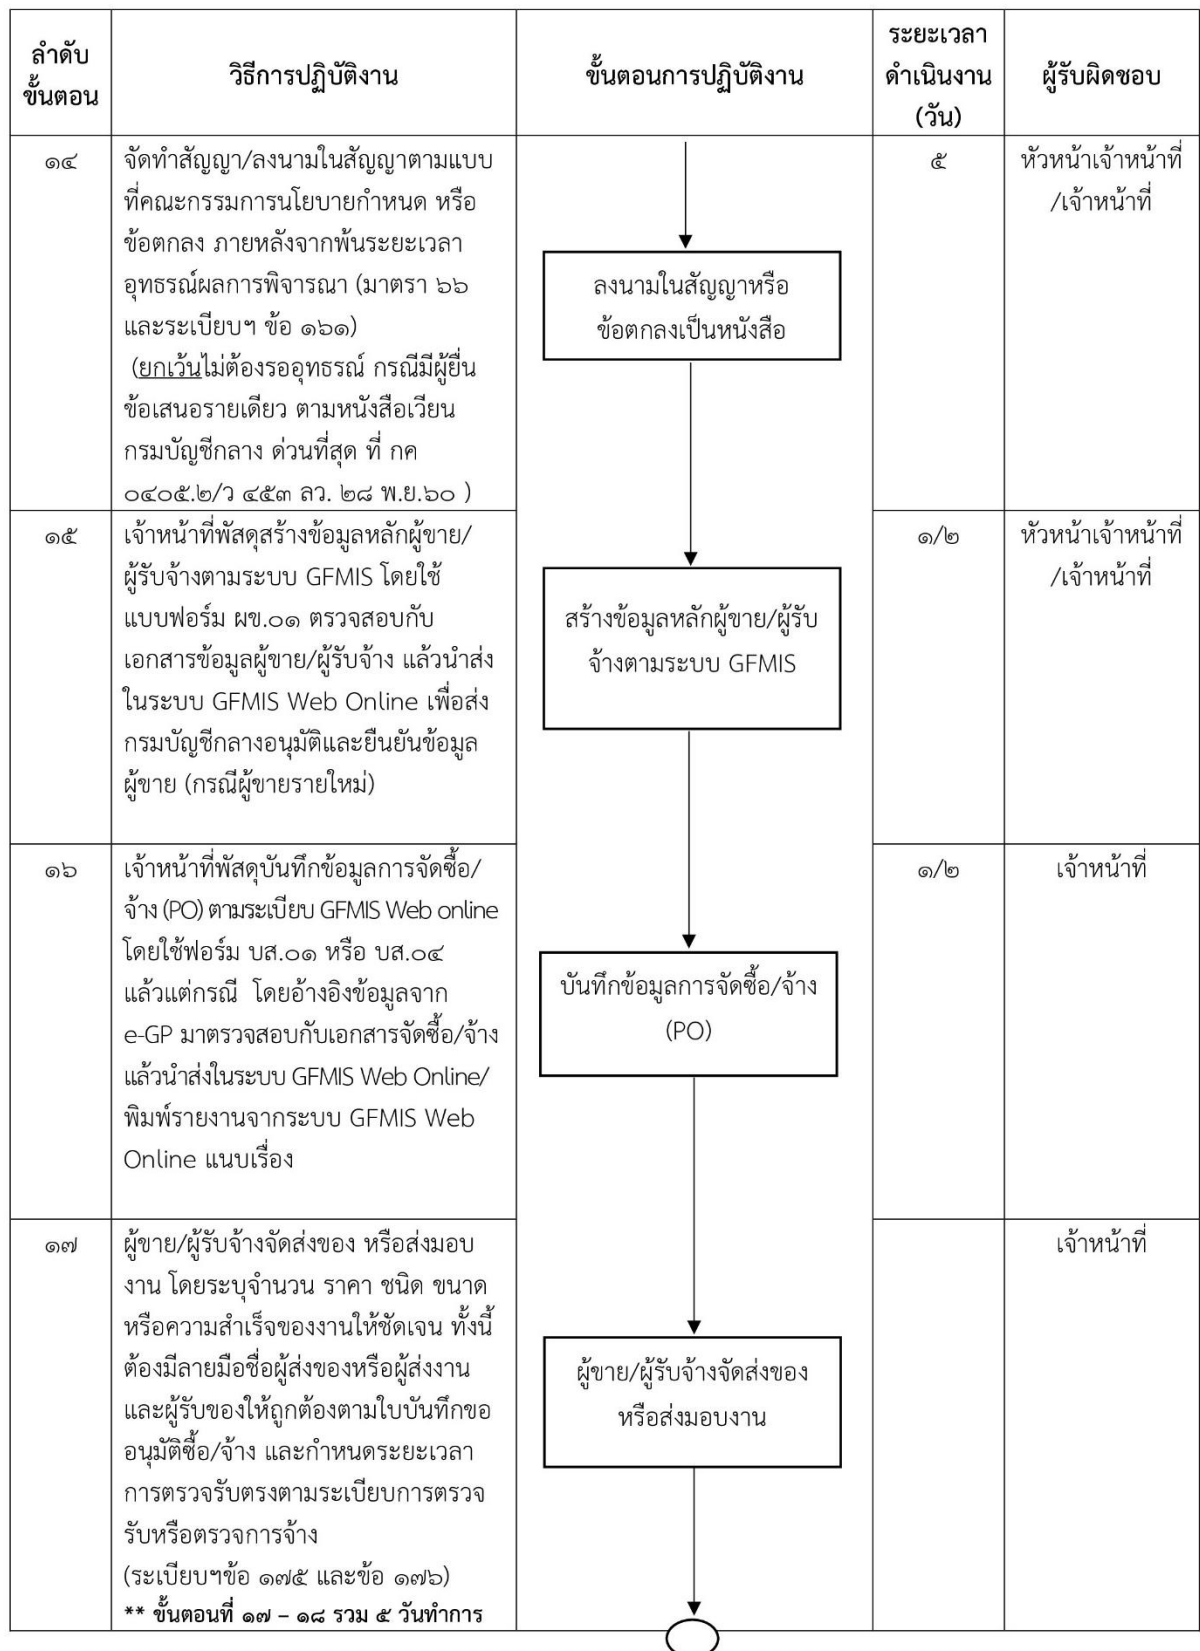 ลำดับ
ขั้นตอน
วิธีการปฏิบัติงาน
ขั้นตอนการปฏิบัติงาน
ระยะเวลา
ดำเนินงาน
(วัน)
ผู้รับผิดชอบ
๑๔
จัดทำสัญญา/ลงนามในสัญญาตามแบบ
ที่คณะกรรมการนโยบายกำหนด หรือ
ข้อตกลง ภายหลังจากพ้นระยะเวลา
อุทธรณ์ผลการพิจารณา (มาตรา ๖๖
และระเบียบฯ ข้อ ๑๖๑)
(ยกเว้นไม่ต้องรออุทธรณ์ กรณีมีผู้ยื่น
ข้อเสนอรายเดียว ตามหนังสือเวียน
กรมบัญชีกลาง ด่วนที่สุด ที่ กค
๐๔๐๕.๒/ว ๔๕๓ ลว. ๒๘ พ.ย.๖๐ )
ลงนามในสัญญาหรือ
ข้อตกลงเป็นหนังสือ
๕
หัวหน้าเจ้าหน้าที่
/เจ้าหน้าที่
๑๕
เจ้าหน้าที่พัสดุสร้างข้อมูลหลักผู้ขาย/
ผู้รับจ้างตามระบบ GFMIS โดยใช้
แบบฟอร์ม ผข.๐๑ ตรวจสอบกับ
เอกสารข้อมูลผู้ขาย/ผู้รับจ้าง แล้วนำส่ง
ในระบบ GFMIS Web Online เพื่อส่ง
กรมบัญชีกลางอนุมัติและยืนยันข้อมูล
ผู้ขาย (กรณีผู้ขายรายใหม่)
สร้างข้อมูลหลักผู้ขาย/ผู้รับ
จ้างตามระบบ GFMIS
๑/๒
หัวหน้าเจ้าหน้าที่
/เจ้าหน้าที่
๑๖
เจ้าหน้าที่พัสดุบันทึกข้อมูลการจัดซื้อ/
จ้าง (PO) ตามระเบียบ GFMIS Web online
โดยใช้ฟอร์ม บส.๐๑ หรือ บส.๐๔
แล้วแต่กรณี โดยอ้างอิงข้อมูลจาก
e-GP มาตรวจสอบกับเอกสารจัดซื้อ/จ้าง
แล้วนำส่งในระบบ GFMIS Web Online/
พิมพ์รายงานจากระบบ GFMIS Web
Online แนบเรื่อง
บันทึกข้อมูลการจัดซื้อ/จ้าง
(PO)
๑/๒
เจ้าหน้าที่
๑๗
ผู้ขาย/ผู้รับจ้างจัดส่งของ หรือส่งมอบ
งาน โดยระบุจำนวน ราคา ชนิด ขนาด
หรือความสำเร็จของงานให้ชัดเจน ทั้งนี้
ต้องมีลายมือชื่อผู้ส่งของหรือผู้ส่งงาน
และผู้รับของให้ถูกต้องตามใบบันทึกขอ
อนุมัติซื้อ/จ้าง และกำหนดระยะเวลา
การตรวจรับตรงตามระเบียบการตรวจ
รับหรือตรวจการจ้าง
(ระเบียบฯข้อ ๑๗๕ และข้อ ๑๗๖)
** ขั้นตอนที่ ๑๗ – ๑๘ รวม ๕ วันทำการ
ผู้ขาย/ผู้รับจ้างจัดส่งของ
หรือส่งมอบงาน
เจ้าหน้าที่